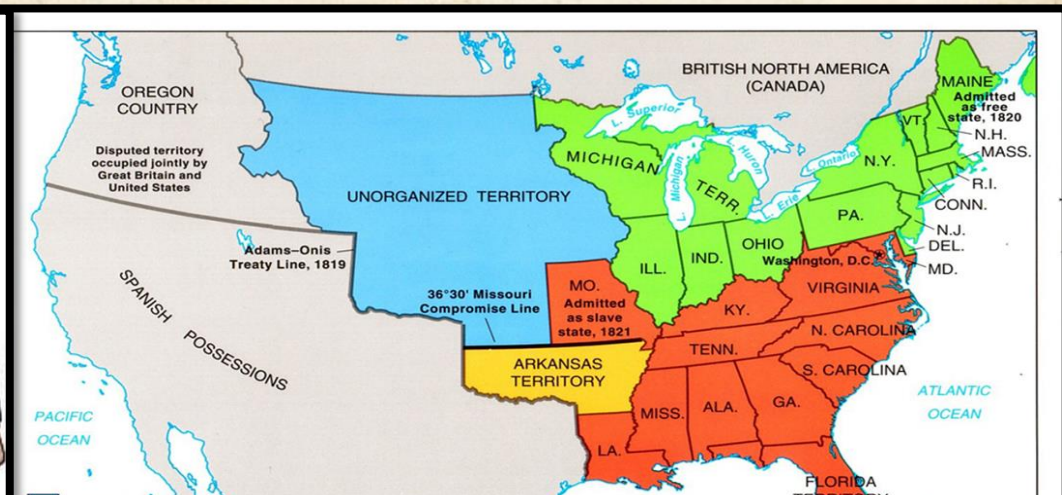 OREGON
COUNTRY
Disputed territory
occupied jointly by
Great Britain and
United States
BRITISH NORTH AMERICA
(CANADA)
UNORGANIZED TERRITORY
Adams–Onis
Treaty Line, 1819
36°30' Missouri
Compromise Line
SPANISH POSSESSIONS
PACIFIC
OCEAN
L. Superior
L. Michigan
L. Huron
L. Erie
Ontario
MICHIGAN
TERR.
MAINE
Admitted
as free
state, 1820
VT.
N.H.
MASS.
N.Y.
R.I.
CONN.
PA.
N.J.
DEL.
MD.
OHIO
IND.
ILL.
Washington, D.C.
MO.
Admitted
as slave
state, 1821
KY.
VIRGINIA
N. CAROLINA
TENN.
S. CAROLINA
ARKANSAS
TERRITORY
MISS.
ALA.
GA.
LA.
ATLANTIC
OCEAN
FLORIDA
TERRITORY